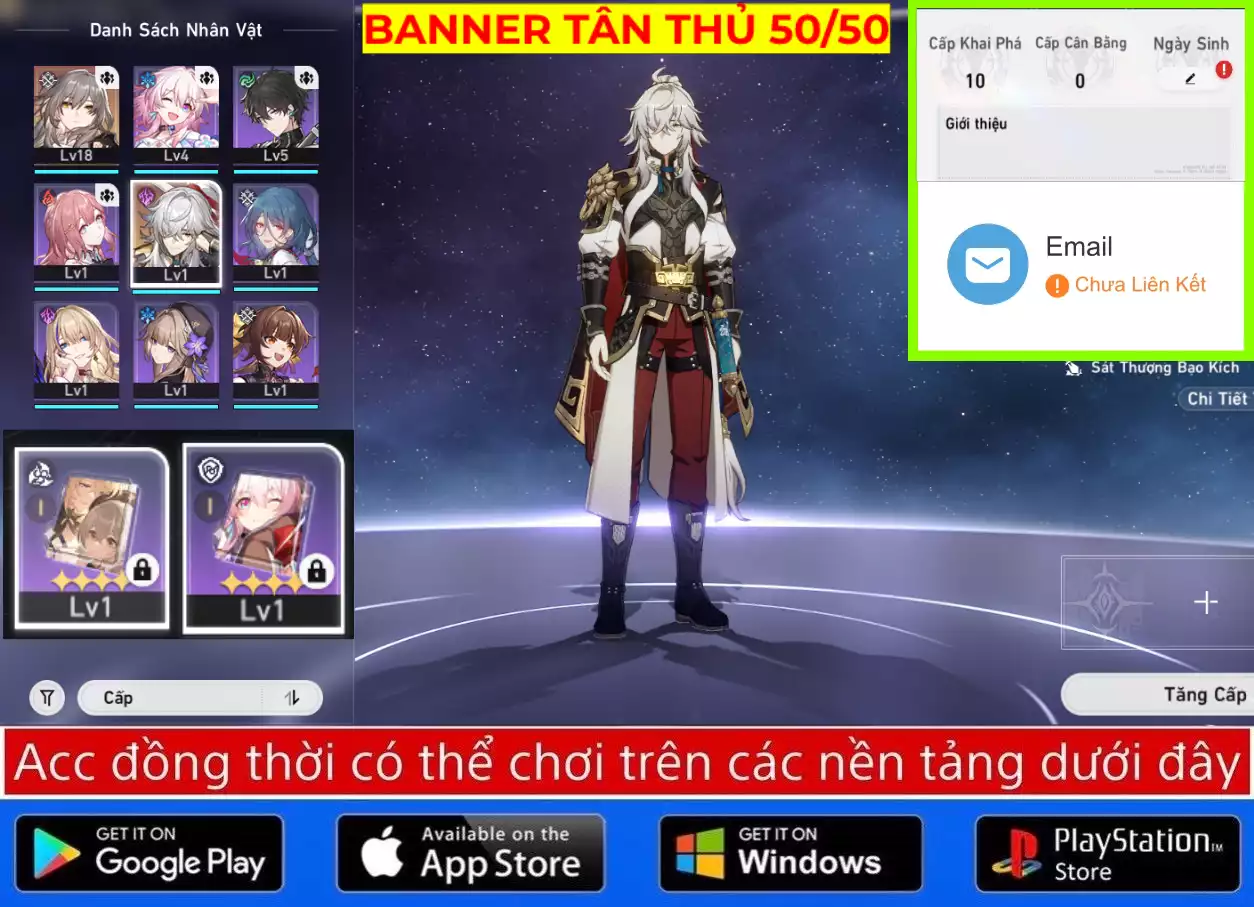 Danh Sách Nhân Vật
BANNER TÂN THỦ 50/50
Cấp Khai Phá
Cấp Cân Bằng
Ngày Sinh
10
0
Giới thiệu
Email
Chưa Liên Kết
Lv18
Lv4
Lv5
Lv1
Lv1
Lv1
Lv1
Lv1
Lv1
Sát Thương Bạo Kích
Chi Tiết
I
Lv1
I
Lv1
Cấp
Tăng Cấp
Acc đồng thời có thể chơi trên các nền tảng dưới đây
GET IT ON
Google Play
Available on the
App Store
GET IT ON
Windows
PlayStation™
Store